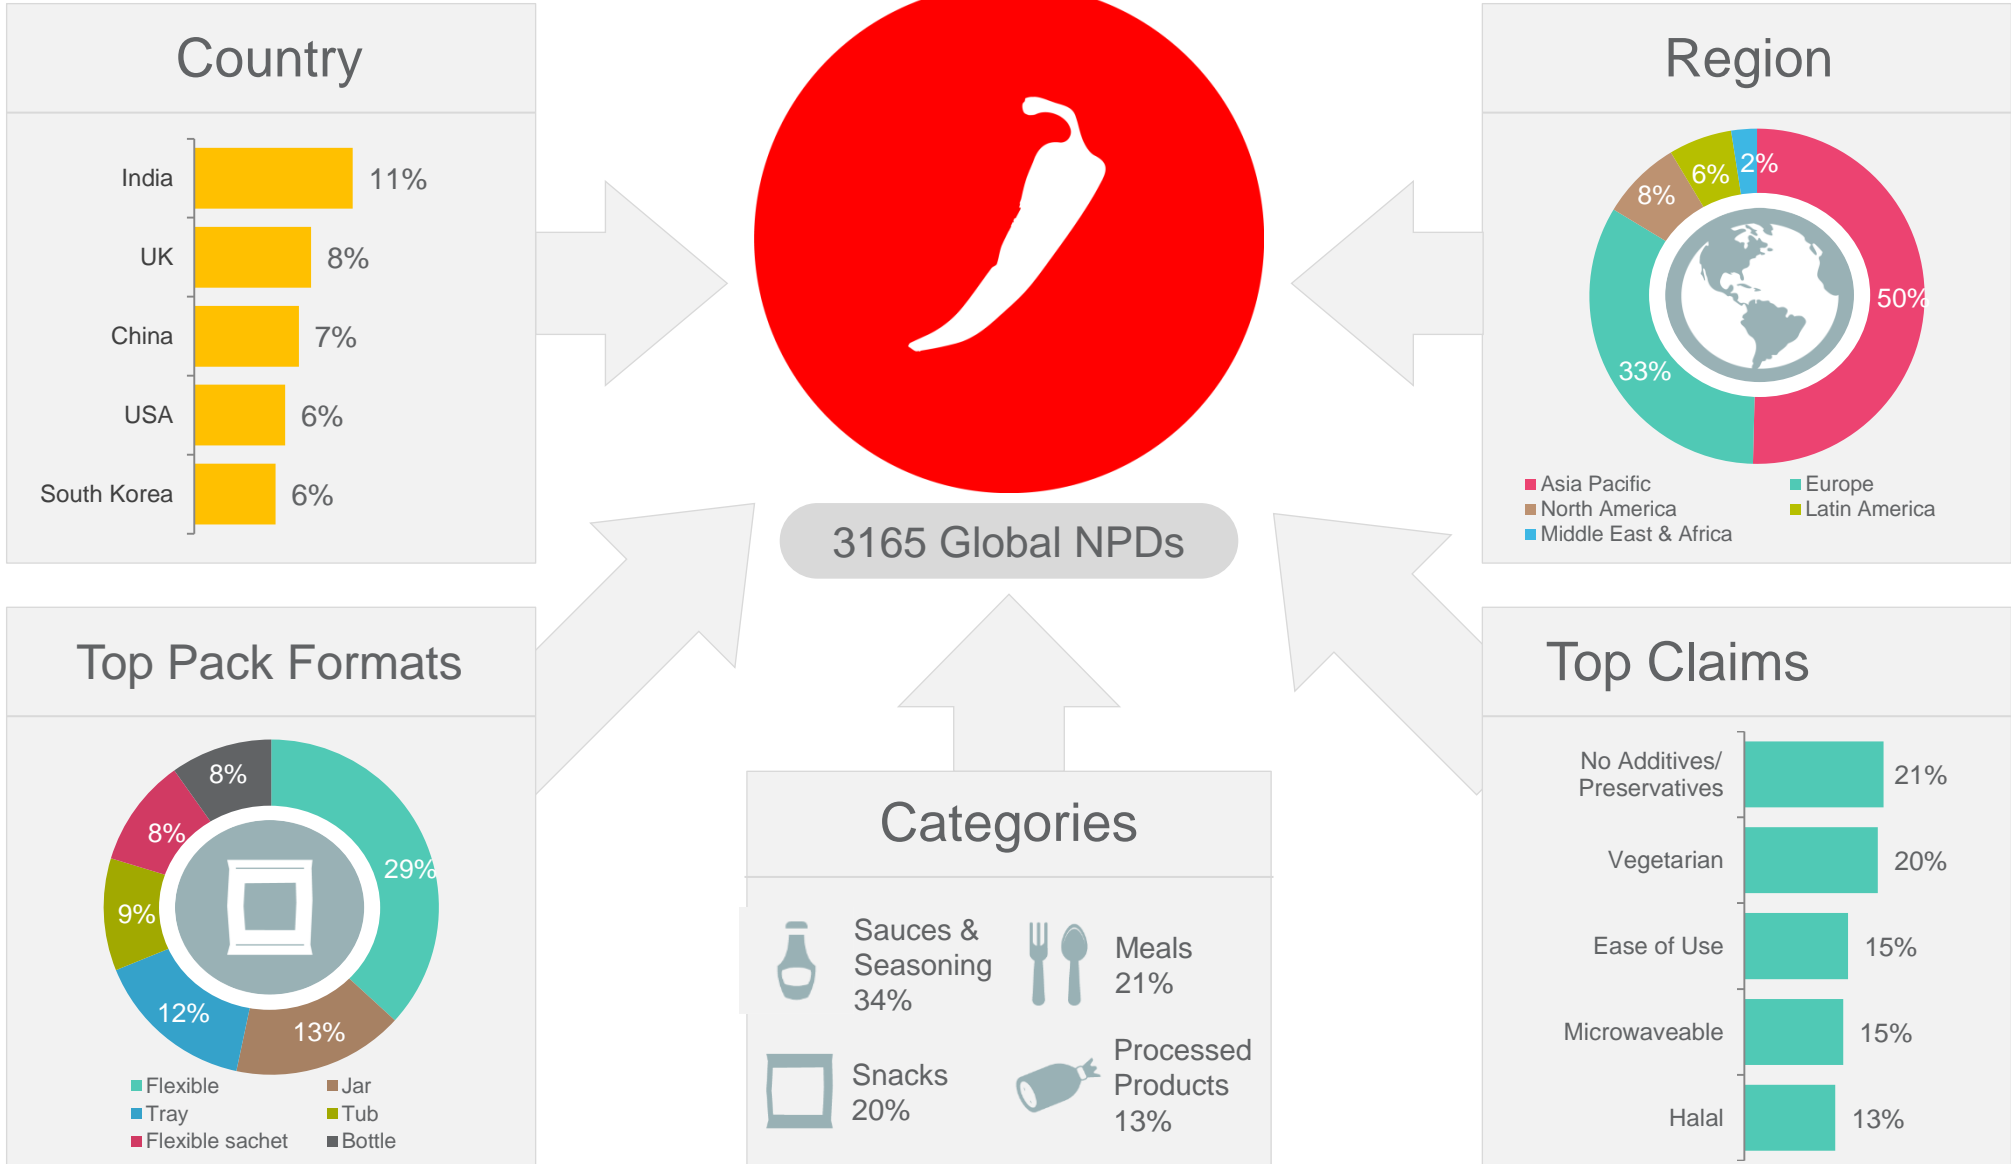 Country
India
11%
UK
8%
China
7%
USA
6%
South Korea
6%
3165 Global NPDs
Region
2%
6%
8%
50%
33%
Asia Pacific
Europe
North America
Latin America
Middle East & Africa
Top Pack Formats
8%
8%
29%
9%
12%
13%
Flexible
Jar
Tray
Tub
Flexible sachet
Bottle
Categories
Sauces &
Seasoning
34%
Meals
21%
Snacks
20%
Processed
Products
13%
Top Claims
No Additives/
Preservatives
21%
Vegetarian
20%
Ease of Use
15%
Microwaveable
15%
Halal
13%